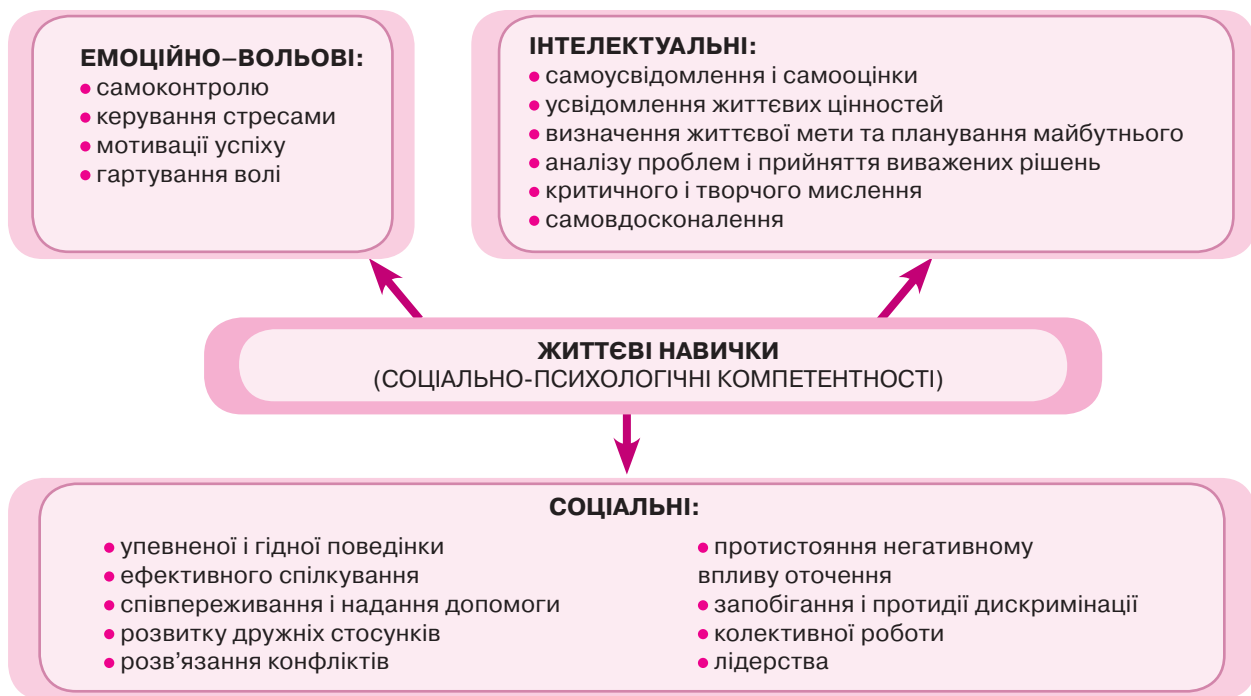 ЕМОЦІЙНО–ВОЛЬОВІ:
• самоконтролю
• керування стресами
• мотивації успіху
• гартування волі
ІНТЕЛЕКТУАЛЬНІ:
• самоусвідомлення і самооцінки
• усвідомлення життєвих цінностей
• визначення життєвої мети та планування майбутнього
• аналізу проблем і прийняття виважених рішень
• критичного і творчого мислення
• самовдосконалення
ЖИТТЄВІ НАВИЧКИ
(СОЦІАЛЬНО-ПСИХОЛОГІЧНІ КОМПЕТЕНТНОСТІ)
СОЦІАЛЬНІ:
• упевненої і гідної поведінки
• ефективного спілкування
• співпереживання і надання допомоги
• розвитку дружніх стосунків
• розв'язання конфліктів
• протистояння негативному
впливу оточення
• запобігання і протидії дискримінації
• колективної роботи
• лідерства